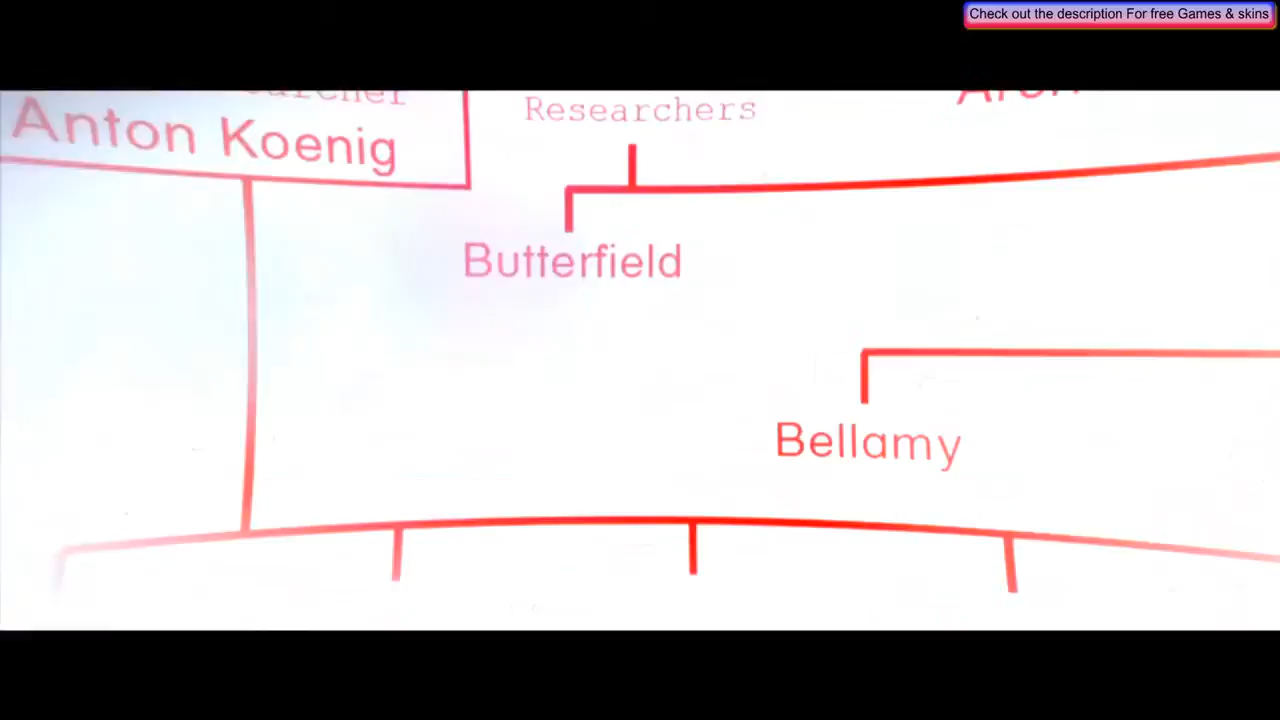 Check out the description For free Games & skins
Anton Koenig
Researchers
Butterfield
Bellamy